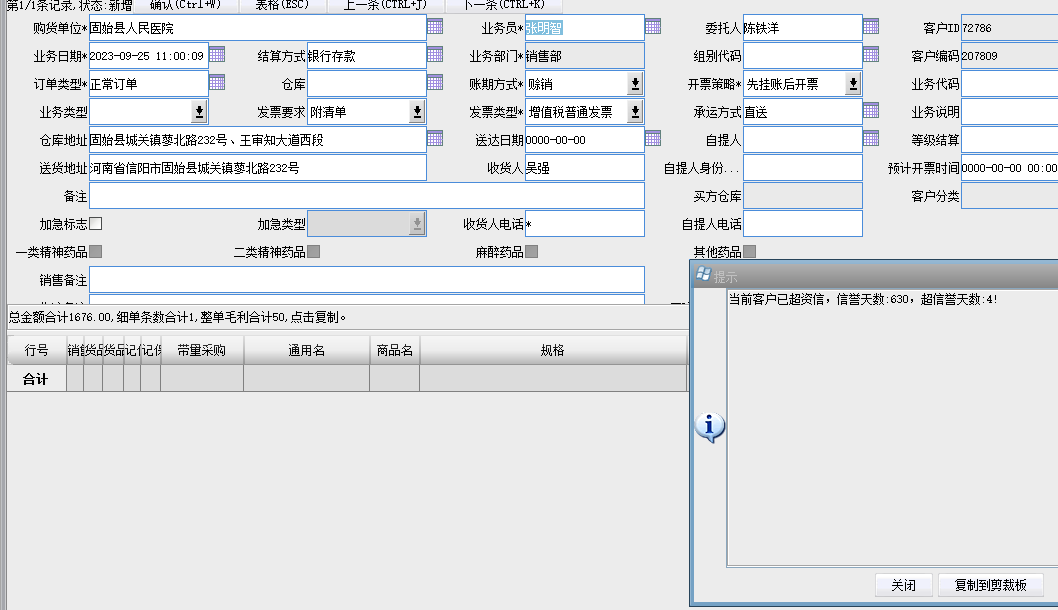 第1/1条记录,状态:新增 确认(Ctrl+W) 表格(ESC) 上一条(CTRL+J) 下一条(CTRL+K)
购货单位* 固始县人民医院 业务员* 张明智 委托人 陈铁洋 客户ID 72786
业务日期* 2023-09-25 11:00:09 结算方式 银行存款 业务部门* 销售部 组别代码 客户编码 207809
订单类型* 正常订单 仓库 账期方式* 赊销 开票策略* 先挂账后开票 业务代码
业务类型 发票要求 附清单 发票类型* 增值税普通发票 承运方式 直送 业务说明
仓库地址 固始县城关镇蓼北路232号、王审知大道西段 送达日期 0000-00-00 自提人 等级结算
送货地址 河南省信阳市固始县城关镇蓼北路232号 收货人 吴强 自提人身份... 预计开票时间 0000-00-00 00:00
备注 买方仓库 客户分类
加急标志 加急类型 收货人电话* 自提人电话
一类精神药品 二类精神药品 麻醉药品 其他药品
销售备注
总金额合计1676.00,细单条数合计1,整单毛利合计50,点击复制。
行号 货品 货品 带量采购 通用名 商品名 规格
合计
提示
当前客户已超资信,信誉天数:630,超信誉天数:4!
关闭 复制到剪裁板